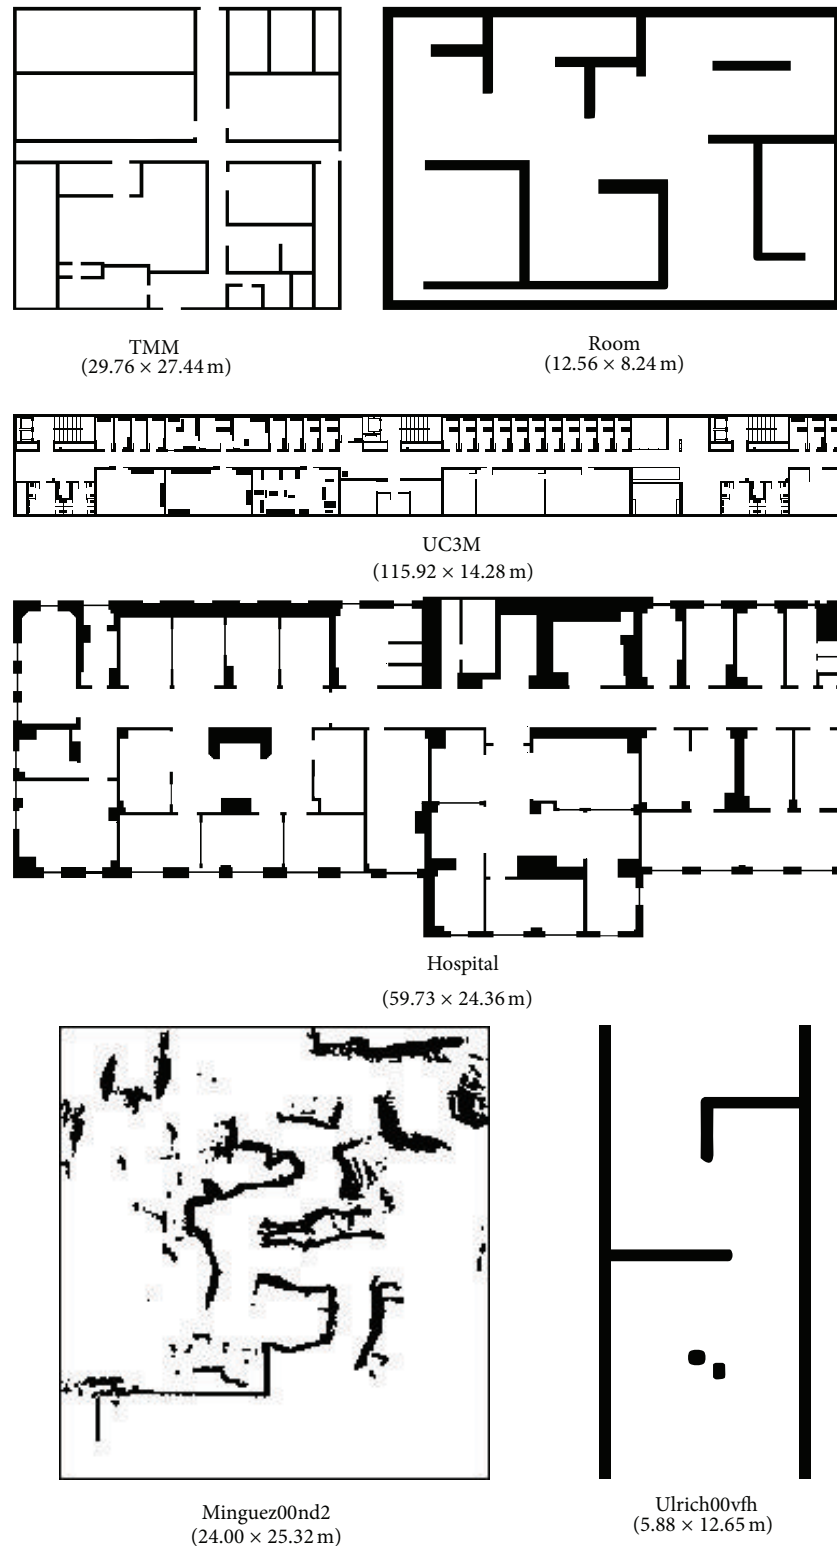 TMM
(29.76 × 27.44 m)
Room
(12.56 × 8.24 m)
UC3M
(115.92 × 14.28 m)
Hospital
(59.73 × 24.36 m)
Minguez00nd2
(24.00 × 25.32 m)
Ulrich00vfh
(5.88 × 12.65 m)